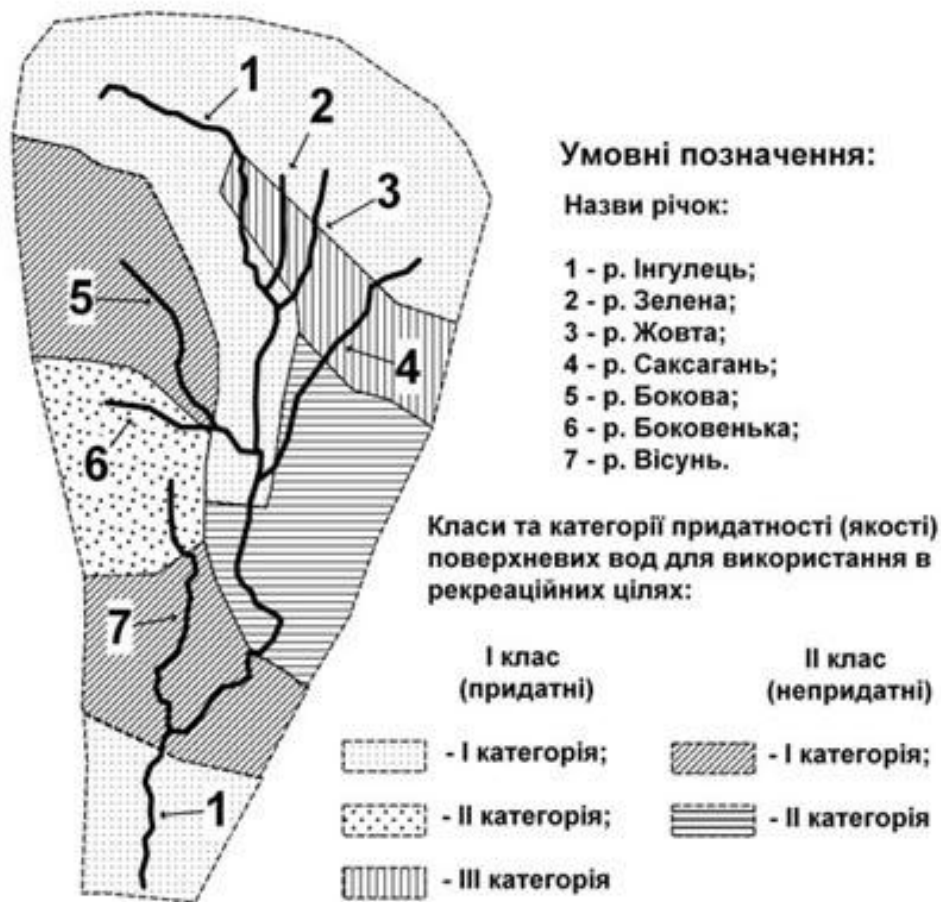 1
2
3
4
5
6
7
1
Умовні позначення:
Назви річок:
1 - р. Інгулець;
2 - р. Зелена;
3 - р. Жовта;
4 - р. Саксагань;
5 - р. Бокова;
6 - р. Боковенька;
7 - р. Вісунь.
Класи та категорії придатності (якості)
поверхневих вод для використання в
рекреаційних цілях:
І клас
(придатні)
- І категорія;
- ІІ категорія;
- ІІІ категорія
ІІ клас
(непридатні)
- І категорія;
- ІІ категорія